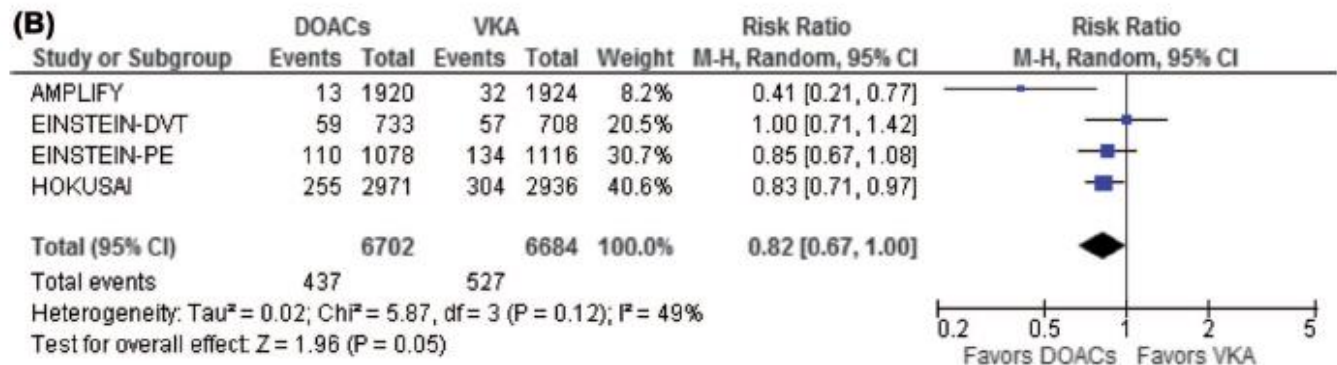 (B) DOACs VKA Risk Ratio Risk Ratio
Study or Subgroup Events Total Events Total Weight M-H, Random, 95% CI M-H, Random, 95% CI
AMPLIFY 13 1920 32 1924 8.2% 0.41 [0.21, 0.77]
EINSTEIN-DVT 59 733 57 708 20.5% 1.00 [0.71, 1.42]
EINSTEIN-PE 110 1078 134 1116 30.7% 0.85 [0.67, 1.08]
HOKUSAI 255 2971 304 2936 40.6% 0.83 [0.71, 0.97]
Total (95% CI) 6702 6684 100.0% 0.82 [0.67, 1.00]
Total events 437 527
Heterogeneity: Tau² = 0.02; Chi² = 5.87, df = 3 (P = 0.12); I² = 49%
Test for overall effect: Z = 1.96 (P = 0.05)
0.2 0.5 1 2 5
Favors DOACs Favors VKA